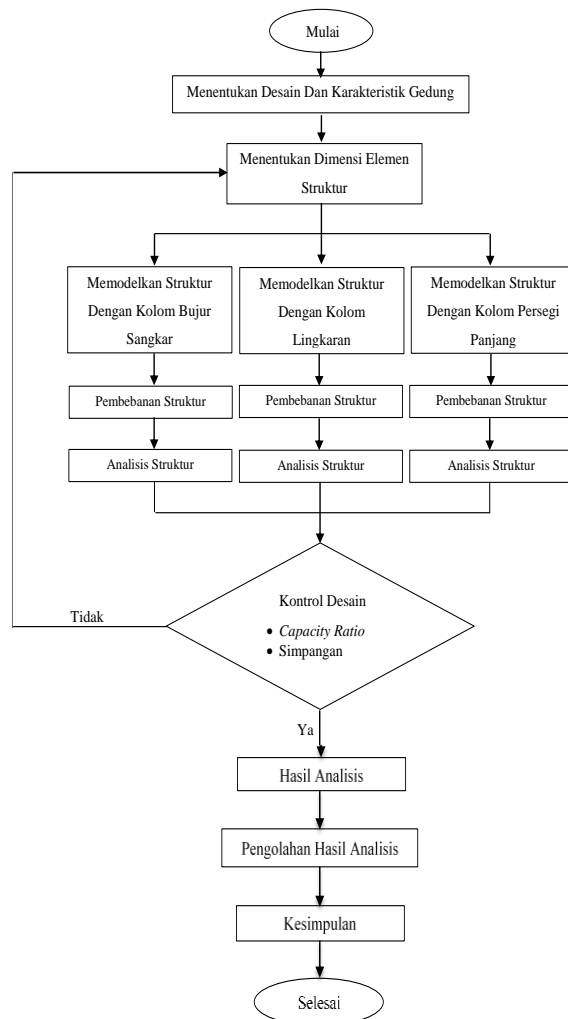 Mulai
Menentukan Desain Dan Karakteristik Gedung
Menentukan Dimensi Elemen
Struktur
Memodelkan Struktur
Dengan Kolom Bujur
Sangkar
Memodelkan Struktur
Dengan Kolom
Lingkaran
Memodelkan Struktur
Dengan Kolom Persegi
Panjang
Pembebanan Struktur
Pembebanan Struktur
Pembebanan Struktur
Analisis Struktur
Analisis Struktur
Analisis Struktur
Kontrol Desain
• Capacity Ratio
• Simpangan
Tidak
Ya
Hasil Analisis
Pengolahan Hasil Analisis
Kesimpulan
Selesai